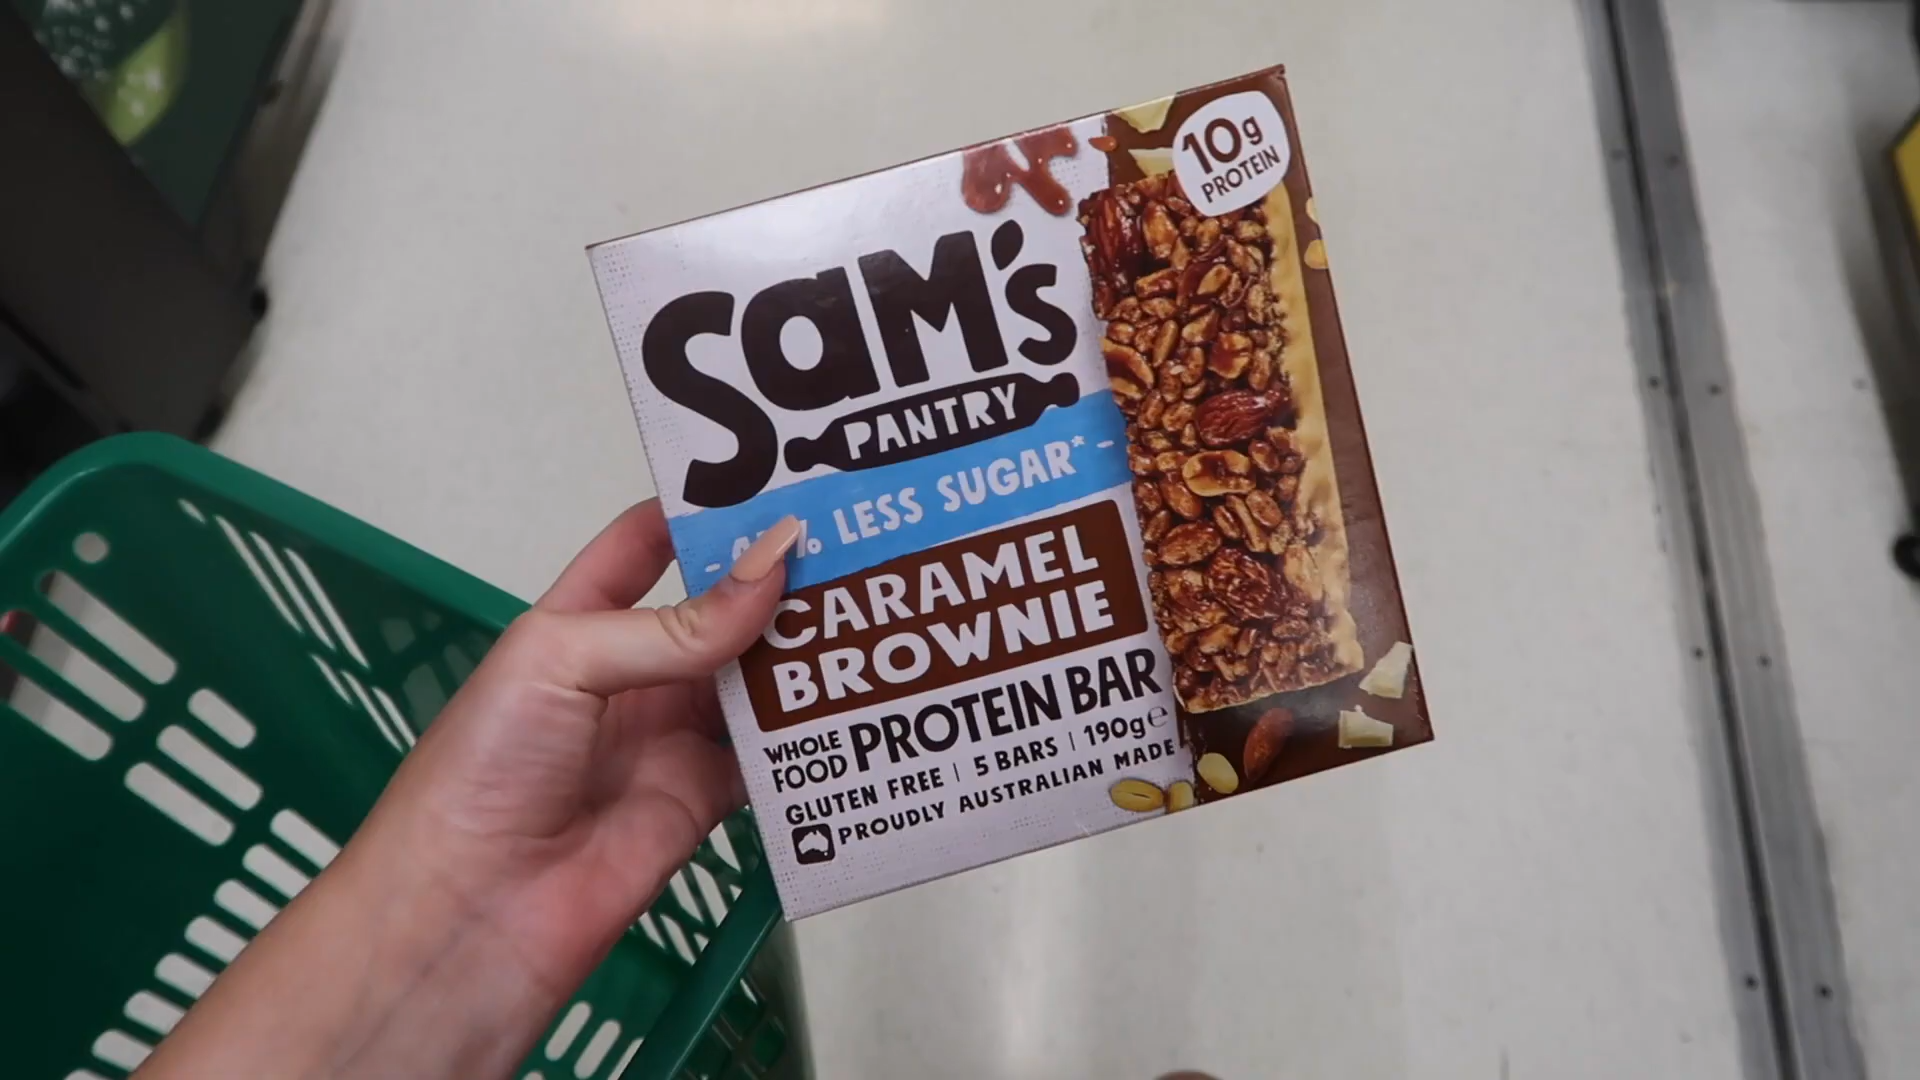 10g
PROTEIN
Sam's
PANTRY
% LESS SUGAR* -
CARAMEL
BROWNIE
WHOLE
FOOD
PROTEIN BAR
GLUTEN FREE | 5 BARS | 190g℮
PROUDLY AUSTRALIAN MADE